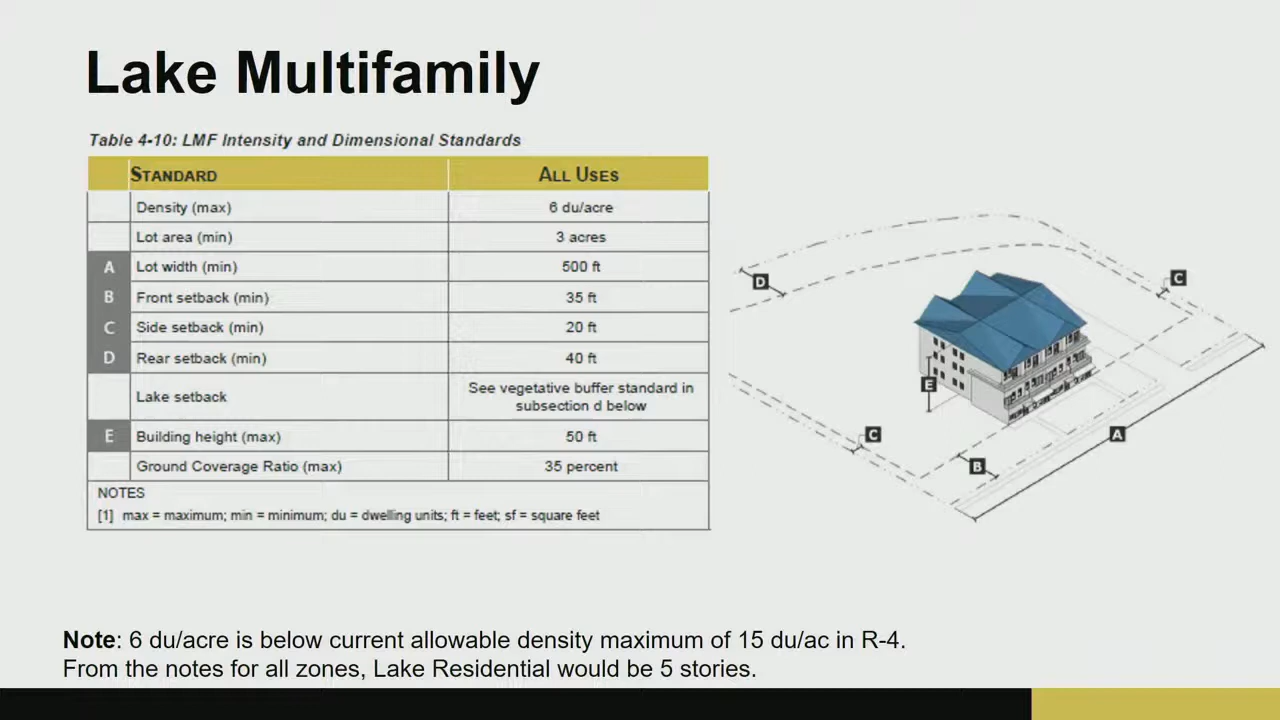 Lake Multifamily
Table 4-10: LMF Intensity and Dimensional Standards
STANDARD ALL USES
Density (max) 6 du/acre
Lot area (min) 3 acres
A Lot width (min) 500 ft
B Front setback (min) 35 ft
C Side setback (min) 20 ft
D Rear setback (min) 40 ft
Lake setback See vegetative buffer standard in
subsection d below
E Building height (max) 50 ft
Ground Coverage Ratio (max) 35 percent
NOTES
[1] max = maximum; min = minimum; du = dwelling units; ft = feet; sf = square feet
D
C
E
C
A
B
Note: 6 du/acre is below current allowable density maximum of 15 du/ac in R-4.
From the notes for all zones, Lake Residential would be 5 stories.